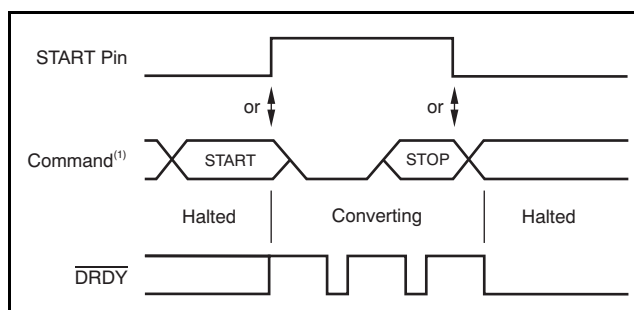 START Pin
or or
Command(1) START STOP
Halted Converting Halted
DRDY